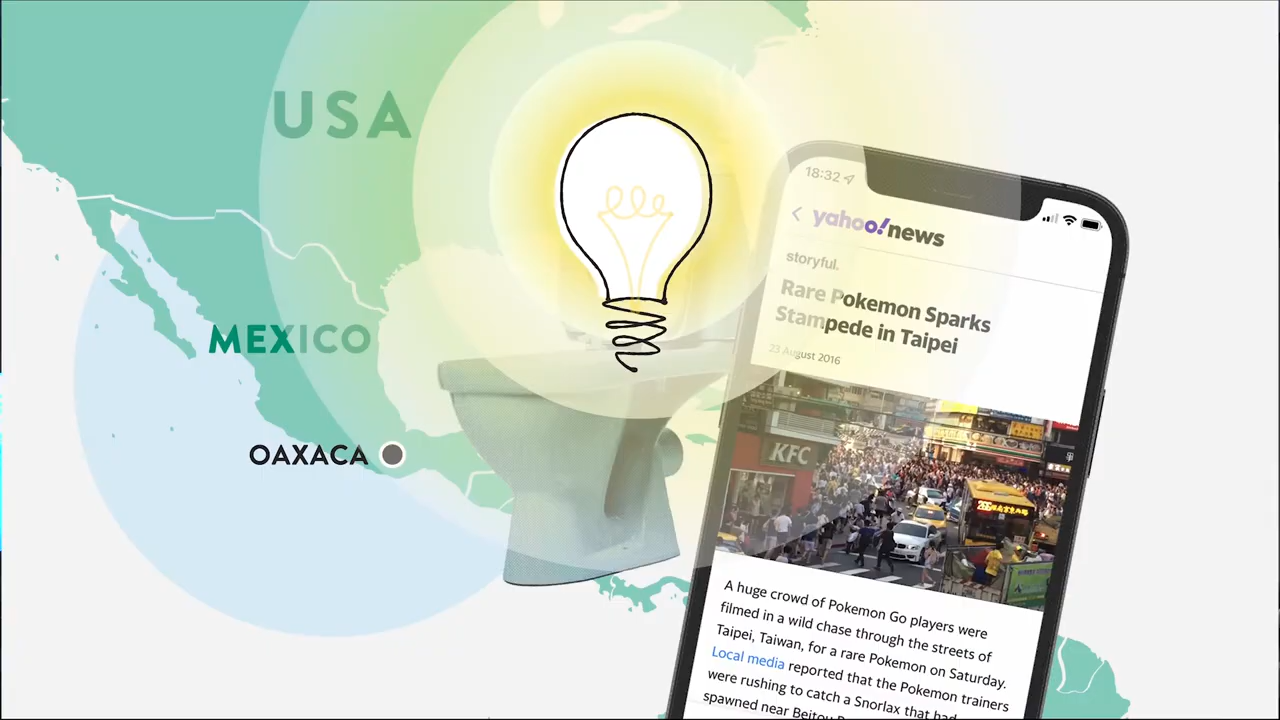 USA
MEXICO
OAXACA
18:32
yahoo!news
storyful.
Rare Pokemon Sparks
Stampede in Taipei
23 August 2016
KFC
A huge crowd of Pokemon Go players were
filmed in a wild chase through the streets of
Taipei, Taiwan, for a rare Pokemon on Saturday.
Local media reported that the Pokemon trainers
were rushing to catch a Snorlax that had
spawned near Beitou